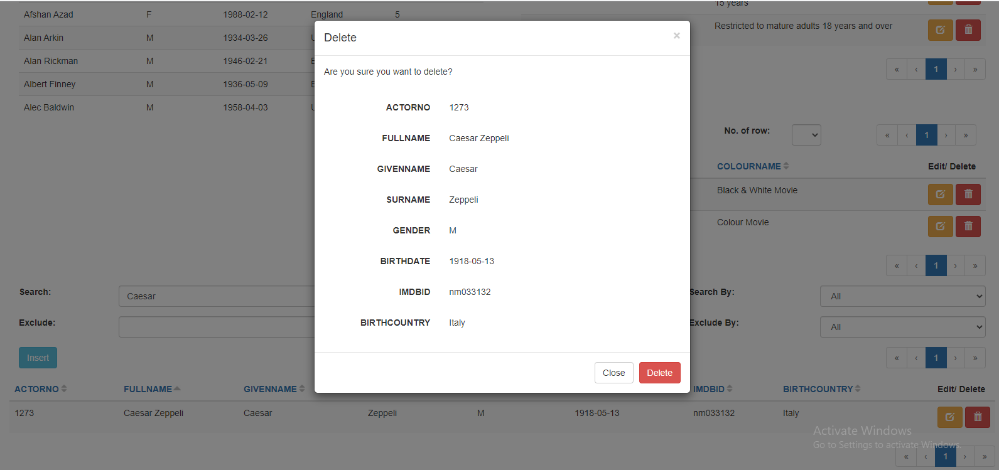 Afshan Azad F 1988-02-12 England 5
Alan Arkin M 1934-03-26
Alan Rickman M 1946-02-21
Albert Finney M 1936-05-09
Alec Baldwin M 1958-04-03
15 years
Restricted to mature adults 18 years and over
« ‹ 1 › »
No. of row: « ‹ 1 › »
COLOURNAME Edit/ Delete
Black & White Movie
Colour Movie
« ‹ 1 › »
Delete ×
Are you sure you want to delete?
ACTORNO 1273
FULLNAME Caesar Zeppeli
GIVENNAME Caesar
SURNAME Zeppeli
GENDER M
BIRTHDATE 1918-05-13
IMDBID nm033132
BIRTHCOUNTRY Italy
Close Delete
Search: Caesar Search By: All
Exclude: Exclude By: All
Insert « ‹ 1 › »
ACTORNO FULLNAME GIVENNAME IMDBID BIRTHCOUNTRY Edit/ Delete
1273 Caesar Zeppeli Caesar Zeppeli M 1918-05-13 nm033132 Italy
Activate Windows
Go to Settings to activate Windows.
« ‹ 1 › »